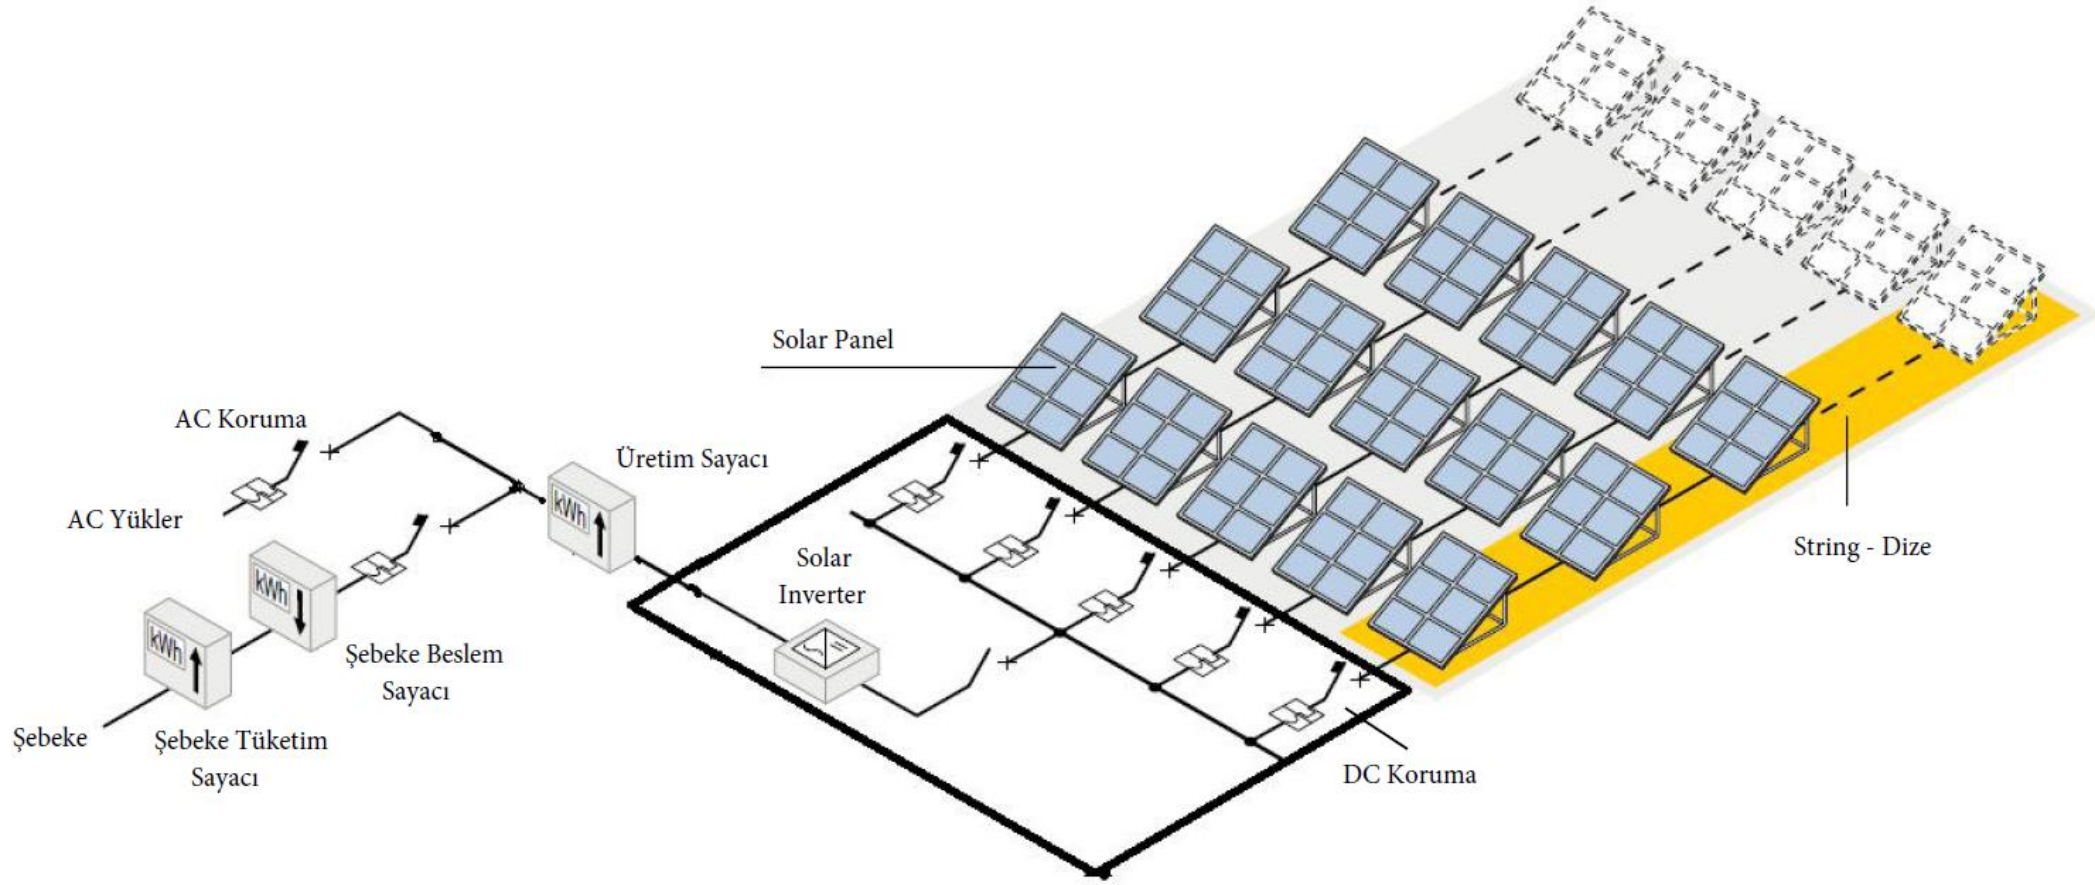 Solar Panel
AC Koruma
Üretim Sayacı
kWh
AC Yükler
kWh
String - Dize
Solar
Inverter
kWh
Şebeke Beslem
Sayacı
Şebeke
Şebeke Tüketim
Sayacı
DC Koruma